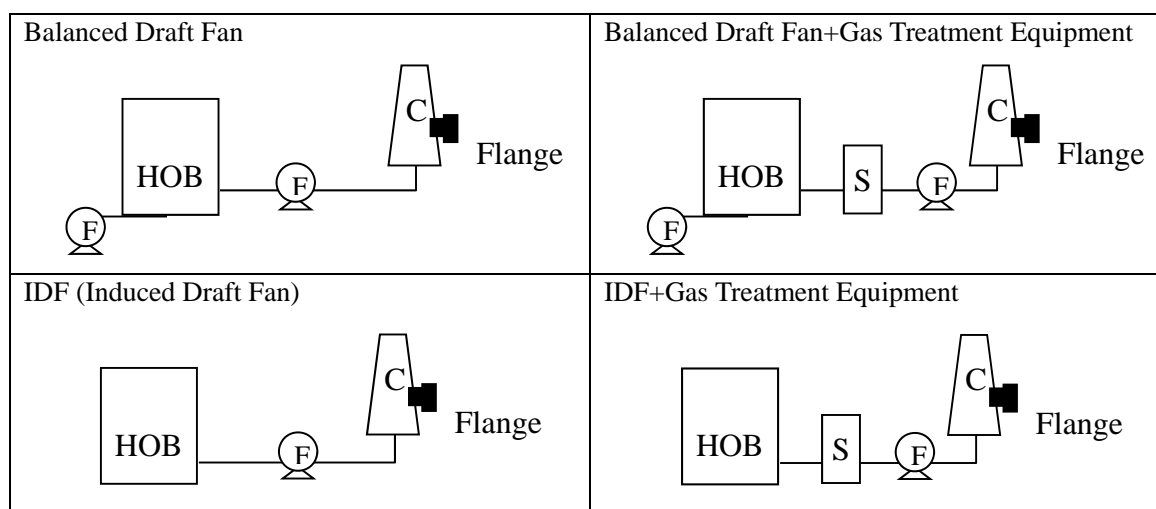 Balanced Draft Fan
C
Flange
HOB
F
F
Balanced Draft Fan+Gas Treatment Equipment
C
Flange
HOB
S
F
F
IDF (Induced Draft Fan)
C
Flange
HOB
F
IDF+Gas Treatment Equipment
C
Flange
HOB
S
F